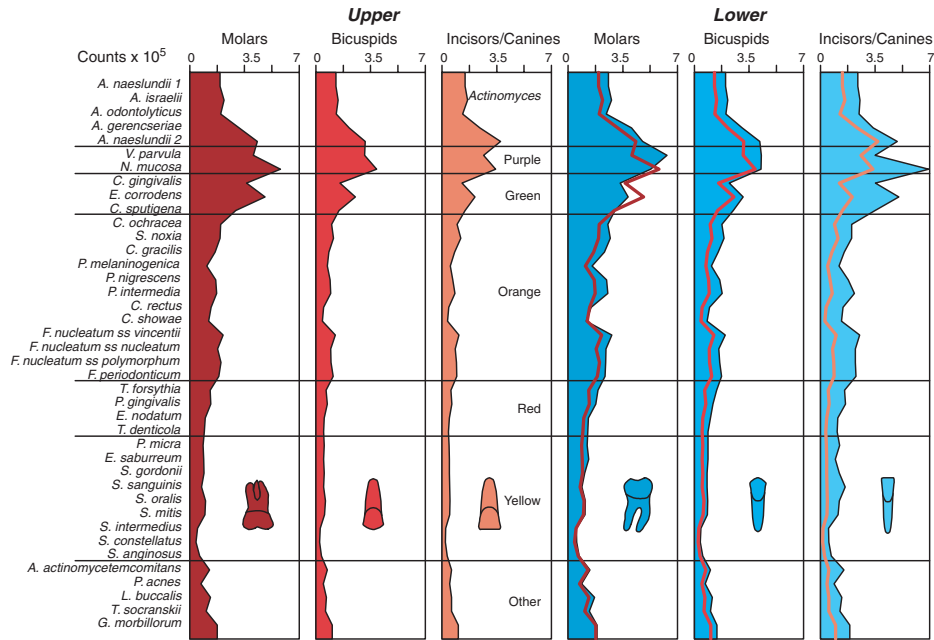 Upper Lower
Molars Bicuspids Incisors/Canines Molars Bicuspids Incisors/Canines
Counts x 10⁵ 0 3.5 7 0 3.5 7 0 3.5 7 0 3.5 7 0 3.5 7 0 3.5 7
A. naeslundii 1
A. israelii Actinomyces
A. odontolyticus
A. gerencseriae
A. naeslundii 2
V. parvula Purple
N. mucosa
C. gingivalis
E. corrodens Green
C. sputigena
C. ochracea
S. noxia
C. gracilis
P. melaninogenica
P. nigrescens
P. intermedia Orange
C. rectus
C. showae
F. nucleatum ss vincentii
F. nucleatum ss nucleatum
F. nucleatum ss polymorphum
F. periodonticum
T. forsythia
P. gingivalis Red
E. nodatum
T. denticola
P. micra
E. saburreum
S. gordonii
S. sanguinis
S. oralis Yellow
S. mitis
S. intermedius
S. constellatus
S. anginosus
A. actinomycetemcomitans
P. acnes
L. buccalis Other
T. socranskii
G. morbillorum